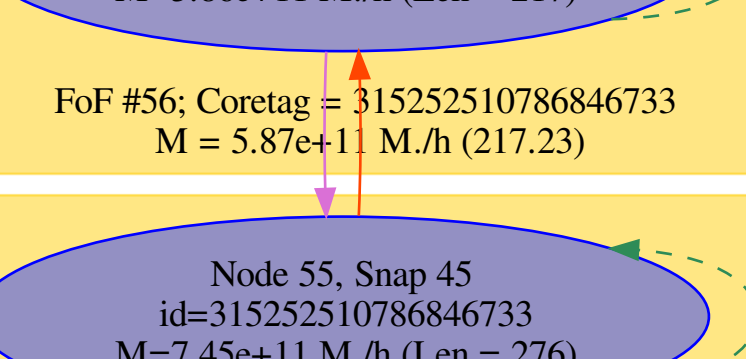 FoF #56; Coretag = 315252510786846733
M = 5.87e+11 M./h (217.23)
Node 55, Snap 45
id=315252510786846733
M=7.45e+11 M./h (Len = 276)